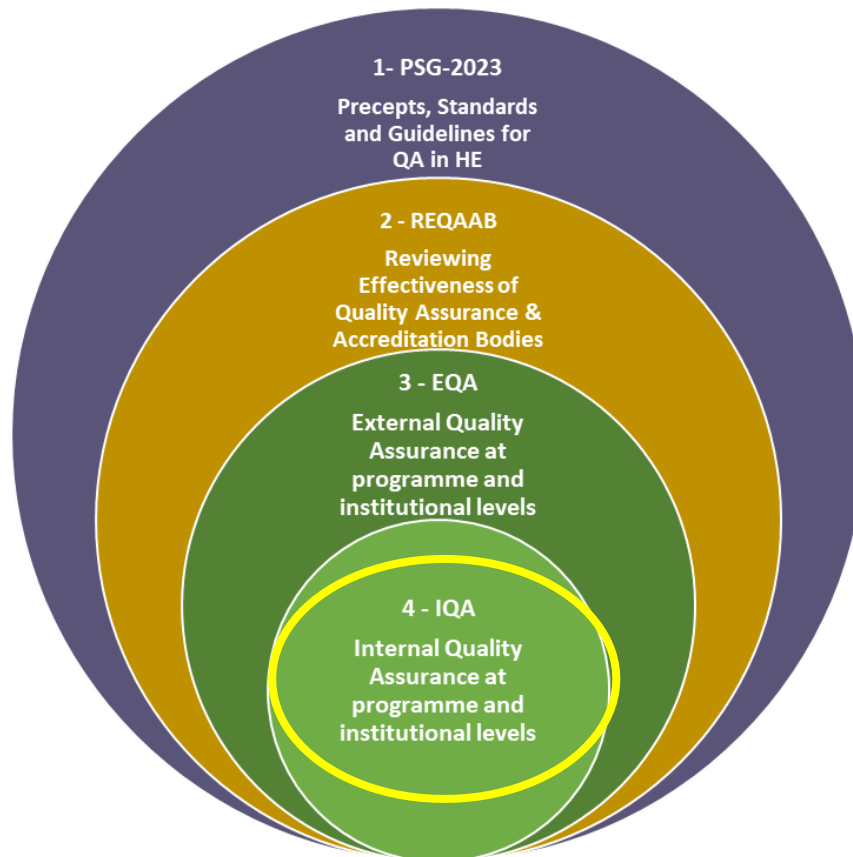 1- PSG-2023
Precepts, Standards
and Guidelines for
QA in HE
2 - REQAAB
Reviewing
Effectiveness of
Quality Assurance &
Accreditation Bodies
3 - EQA
External Quality
Assurance at
programme and
institutional levels
4 - IQA
Internal Quality
Assurance at
programme and
institutional levels